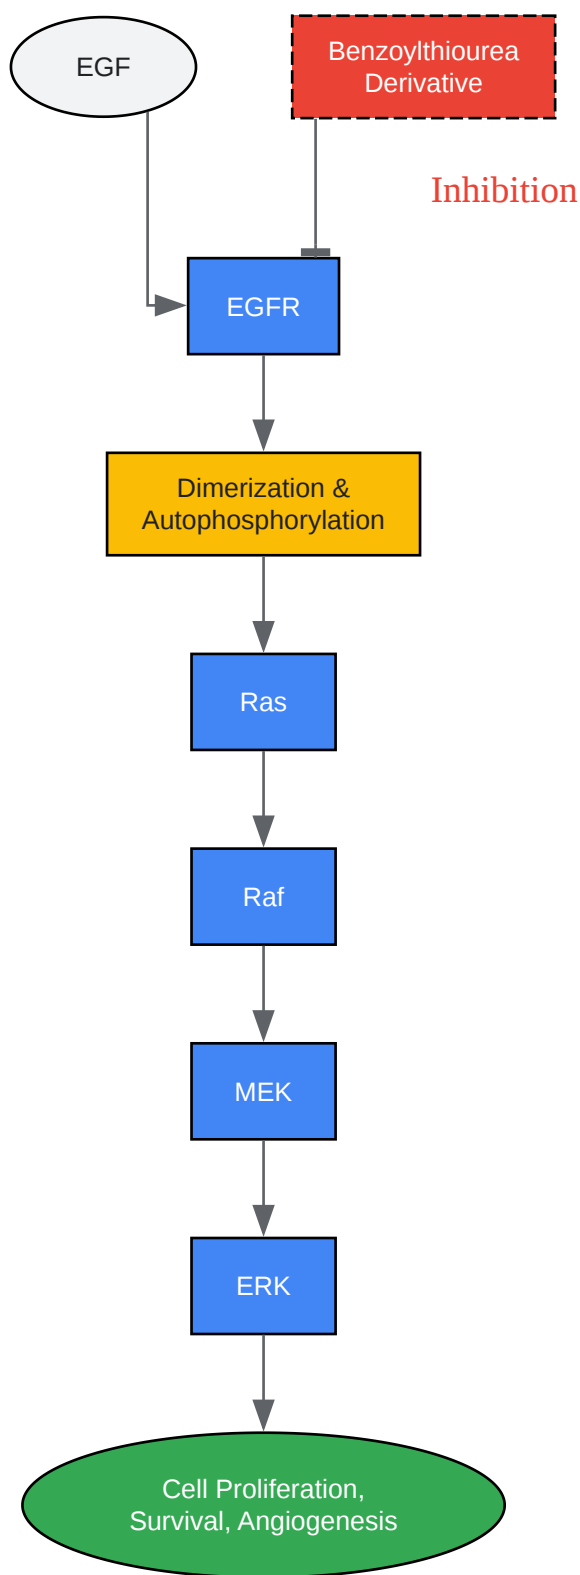 EGF
Benzoylthiourea
Derivative
Inhibition
EGFR
Dimerization &
Autophosphorylation
Ras
Raf
MEK
ERK
Cell Proliferation,
Survival, Angiogenesis